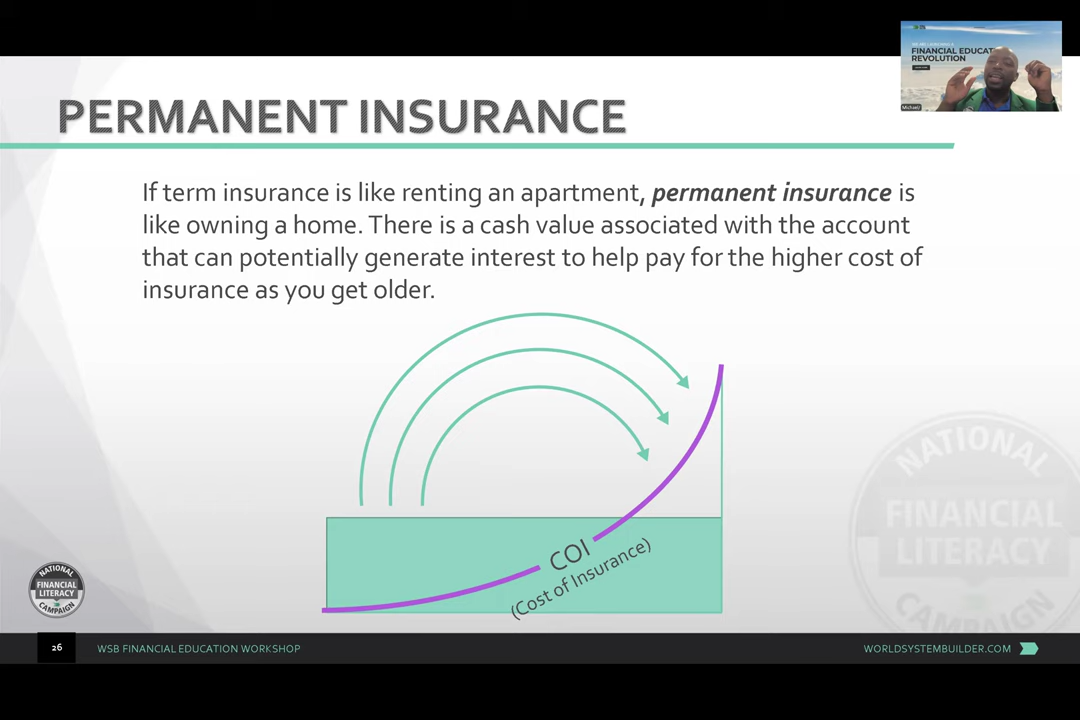 FINANCIAL EDUCAT
REVOLUTION
Michael J
PERMANENT INSURANCE
If term insurance is like renting an apartment, permanent insurance is
like owning a home. There is a cash value associated with the account
that can potentially generate interest to help pay for the higher cost of
insurance as you get older.
COI
(Cost of Insurance)
NATIONAL
FINANCIAL
LITERACY
CAMPAIGN
NATIONAL
FINANCIAL
LITERACY
CAMPAIGN
26
WSB FINANCIAL EDUCATION WORKSHOP
WORLDSYSTEMBUILDER.COM